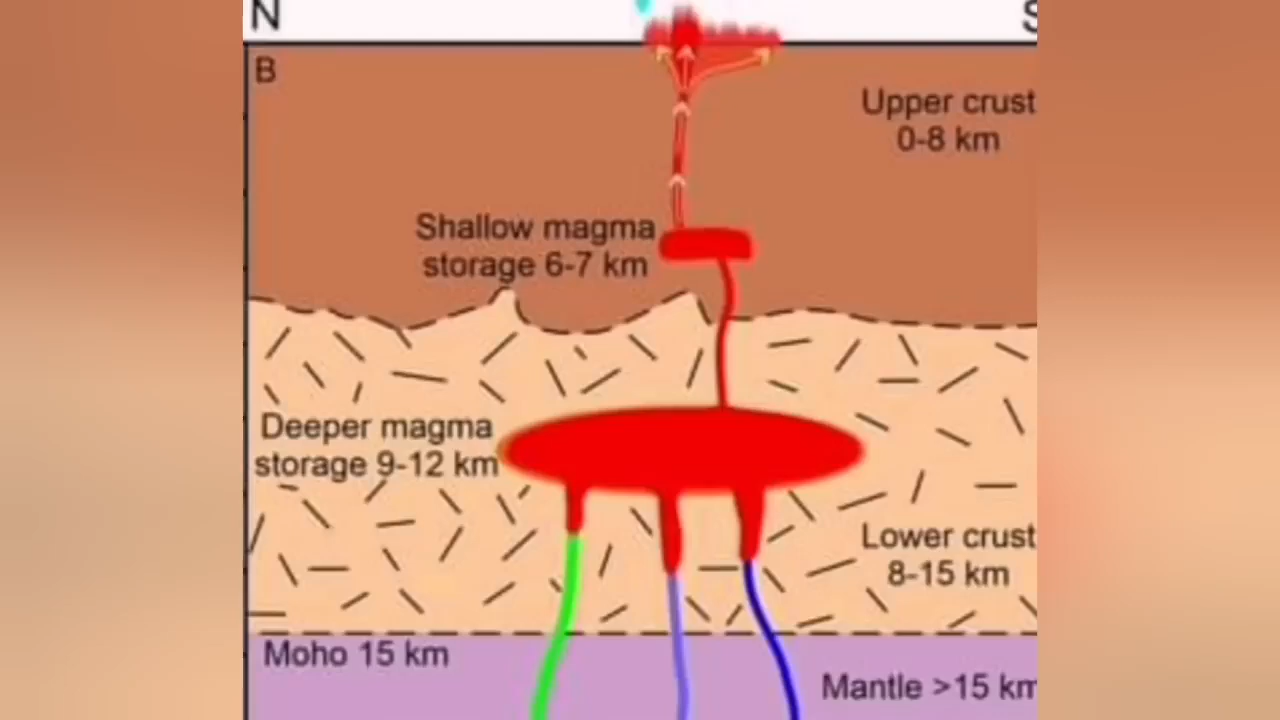 N
S
B
Upper crust
0-8 km
Shallow magma
storage 6-7 km
Deeper magma
storage 9-12 km
Lower crust
8-15 km
Moho 15 km
Mantle >15 km